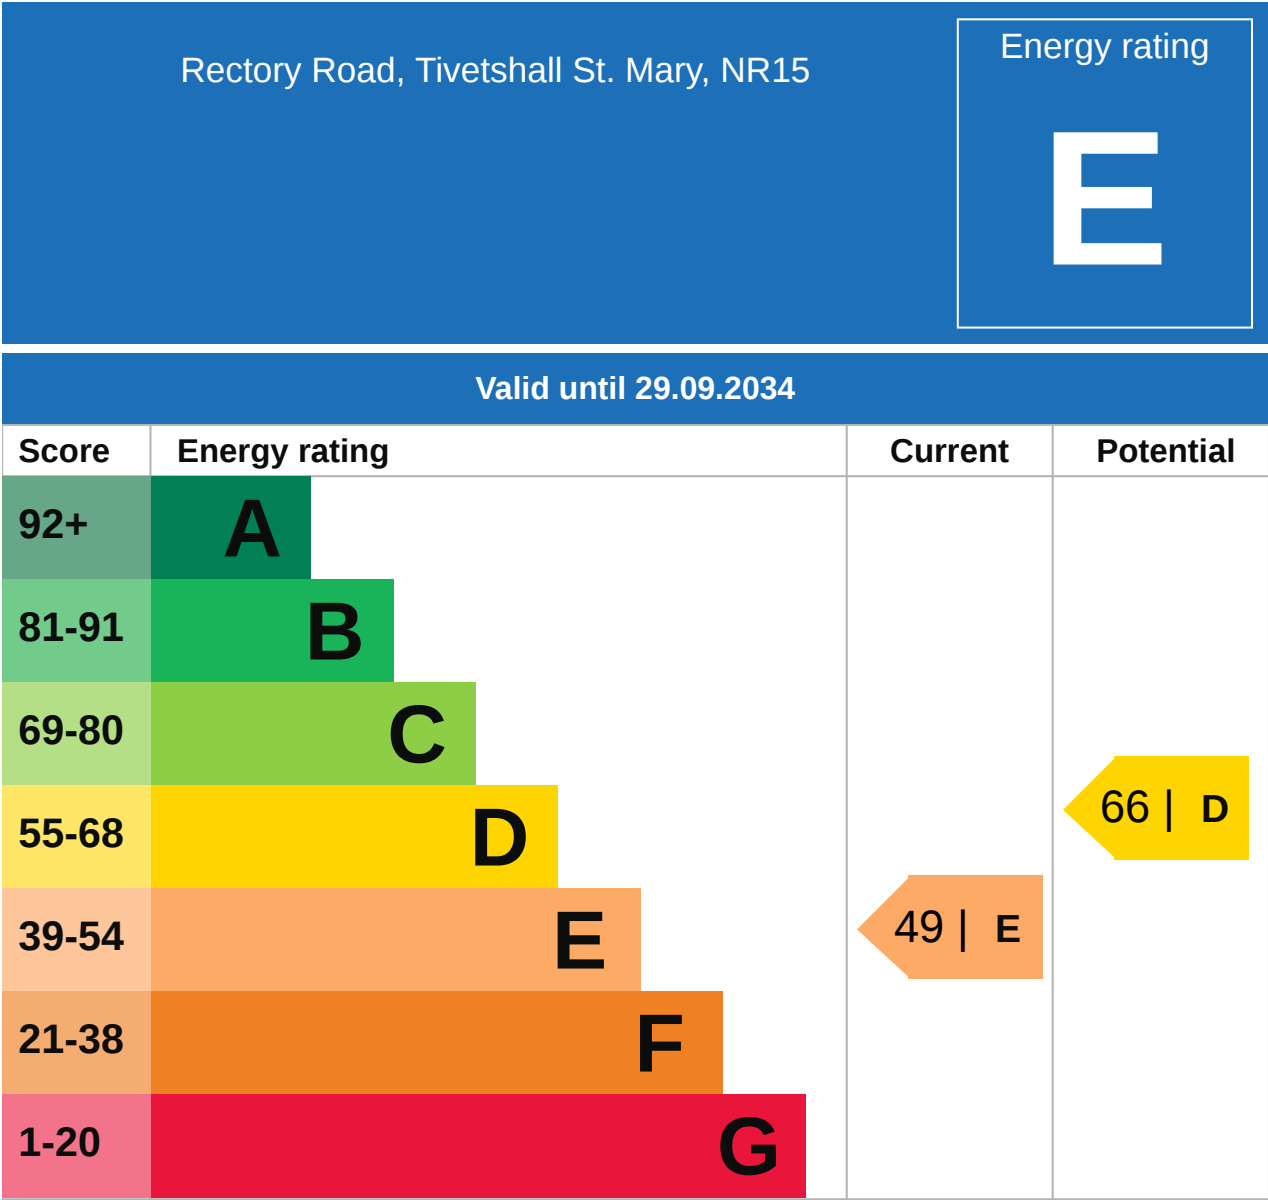 Rectory Road, Tivetshall St. Mary, NR15
Energy rating
E
Valid until 29.09.2034
Score Energy rating Current Potential
92+ A
81-91 B
69-80 C
55-68 D
66 | D
39-54 E
49 | E
21-38 F
1-20 G